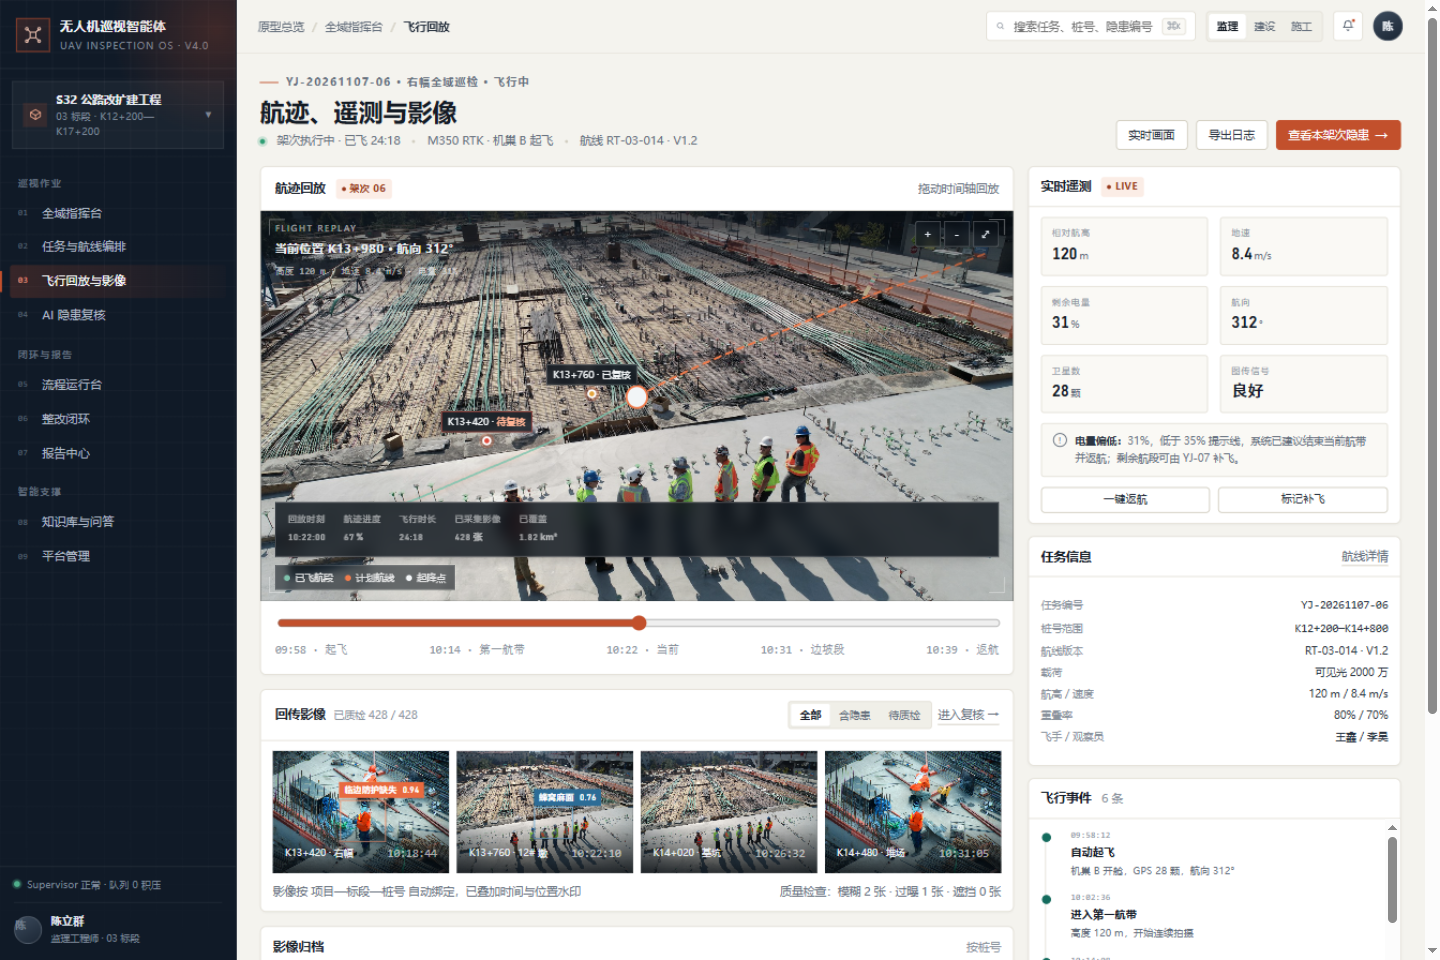 无人机巡视智能体
UAV INSPECTION OS · V4.0
S32 公路改扩建工程
03 标段 · K12+200—
K17+200
巡视作业
01 全域指挥台
02 任务与航线编排
03 飞行回放与影像
04 AI 隐患复核
闭环与报告
05 流程运行台
06 整改闭环
07 报告中心
智能支撑
08 知识库与问答
09 平台管理
Supervisor 正常 · 队列 0 积压
陈 陈立群
监理工程师 · 03 标段
原型总览 / 全域指挥台 / 飞行回放
搜索任务、桩号、隐患编号 ⌘K
监理 建设 施工
陈
YJ-20261107-06 • 右幅全域巡检 • 飞行中
航迹、遥测与影像
架次执行中 · 已飞 24:18 · M350 RTK · 机巢 B 起飞 · 航线 RT-03-014 · V1.2
实时画面 导出日志 查看本架次隐患 →
航迹回放 • 架次 06 拖动时间轴回放
FLIGHT REPLAY
当前位置 K13+980 • 航向 312°
高度 120 m / 地速 8.4 m/s · 电量
+ - ⤢
K13+760 · 已复核
K13+420 · 待复核
回放时刻 航迹进度 飞行时长 已采集影像 已覆盖
10:22:00 67 % 24:18 428 张 1.82 km²
已飞航段 计划航线 起降点
09:58 · 起飞 10:14 · 第一航带 10:22 · 当前 10:31 · 边坡段 10:39 · 返航
回传影像 已质检 428 / 428 全部 含隐患 待质检 进入复核 →
临边防护缺失 0.94
K13+420 · 右幅 10:18:44
蜂窝麻面 0.76
K13+760 · 12# 墩 10:22:10
K14+020 · 基坑 10:26:32
K14+480 · 堆场 10:31:05
影像按 项目—标段—桩号 自动绑定，已叠加时间与位置水印 质量检查：模糊 2 张 · 过曝 1 张 · 遮挡 0 张
影像归档 按桩号
实时遥测 • LIVE
相对航高
120 m
地速
8.4 m/s
剩余电量
31 %
航向
312 °
卫星数
28 颗
图传信号
良好
电量偏低：31%，低于 35% 提示线，系统已建议结束当前航带
并返航；剩余航段可由 YJ-07 补飞。
一键返航 标记补飞
任务信息 航线详情
任务编号 YJ-20261107-06
桩号范围 K12+200—K14+800
航线版本 RT-03-014 · V1.2
载荷 可见光 2000 万
航高 / 速度 120 m / 8.4 m/s
重叠率 80% / 70%
飞手 / 观察员 王鑫 / 李昊
飞行事件 6 条
09:58:12
自动起飞
机巢 B 开舱，GPS 28 颗，航向 312°
10:02:36
进入第一航带
高度 120 m，开始连续拍摄